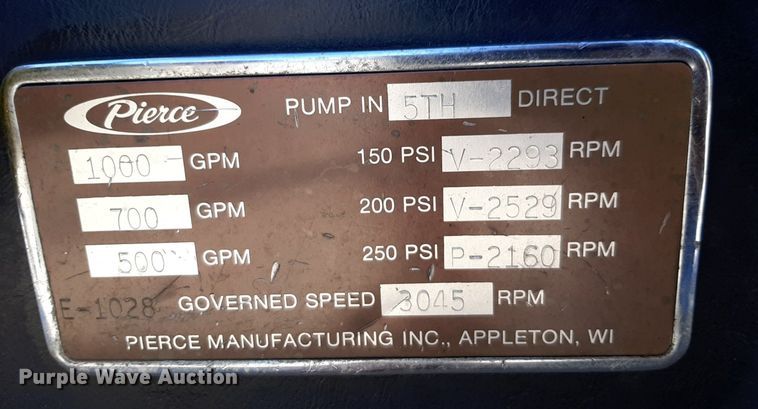 Pierce PUMP IN 5TH DIRECT
1000 GPM 150 PSI V-2293 RPM
700 GPM 200 PSI V-2529 RPM
500 GPM 250 PSI P-2160 RPM
E-1028 GOVERNED SPEED 3045 RPM
PIERCE MANUFACTURING INC., APPLETON, WI
Purple Wave Auction